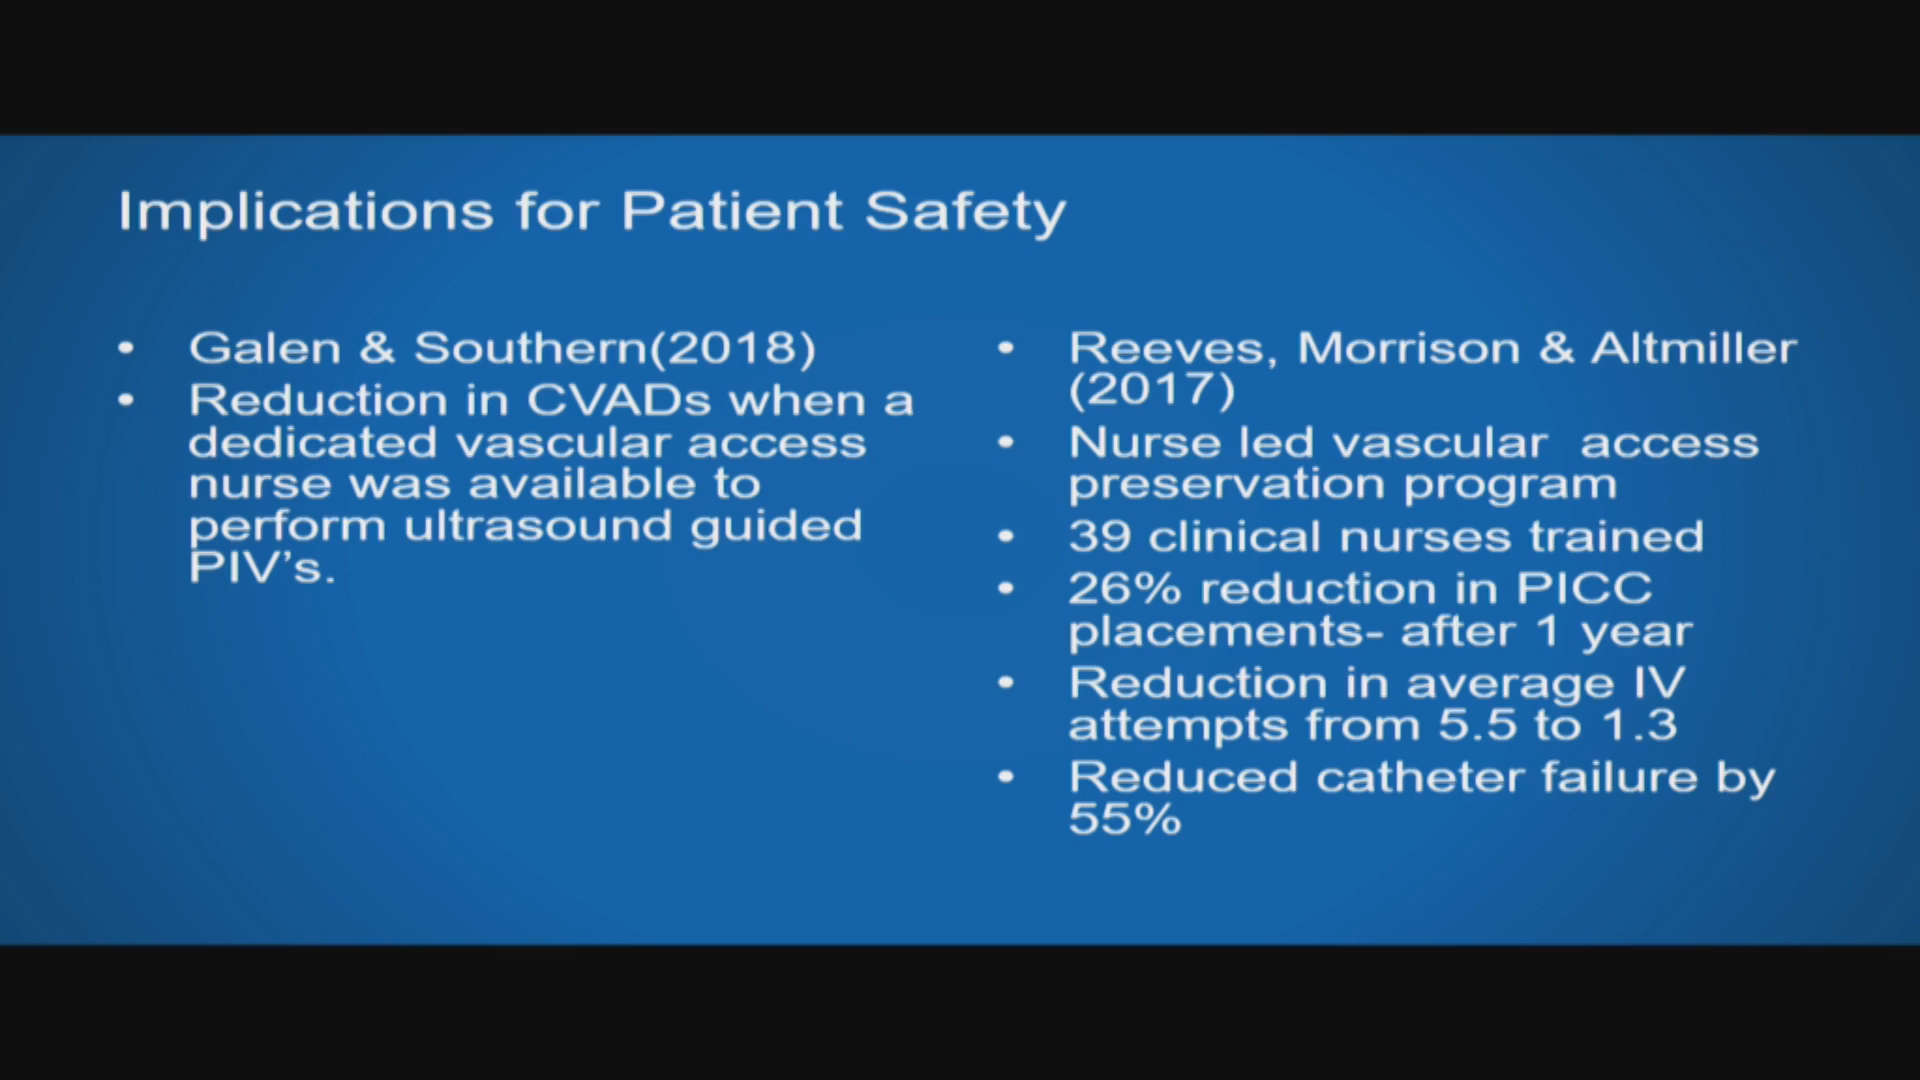 Implications for Patient Safety
• Galen & Southern(2018)
• Reduction in CVADs when a
dedicated vascular access
nurse was available to
perform ultrasound guided
PIV’s.
• Reeves, Morrison & Altmiller
(2017)
• Nurse led vascular  access
preservation program
• 39 clinical nurses trained
• 26% reduction in PICC
placements- after 1 year
• Reduction in average IV
attempts from 5.5 to 1.3
• Reduced catheter failure by
55%